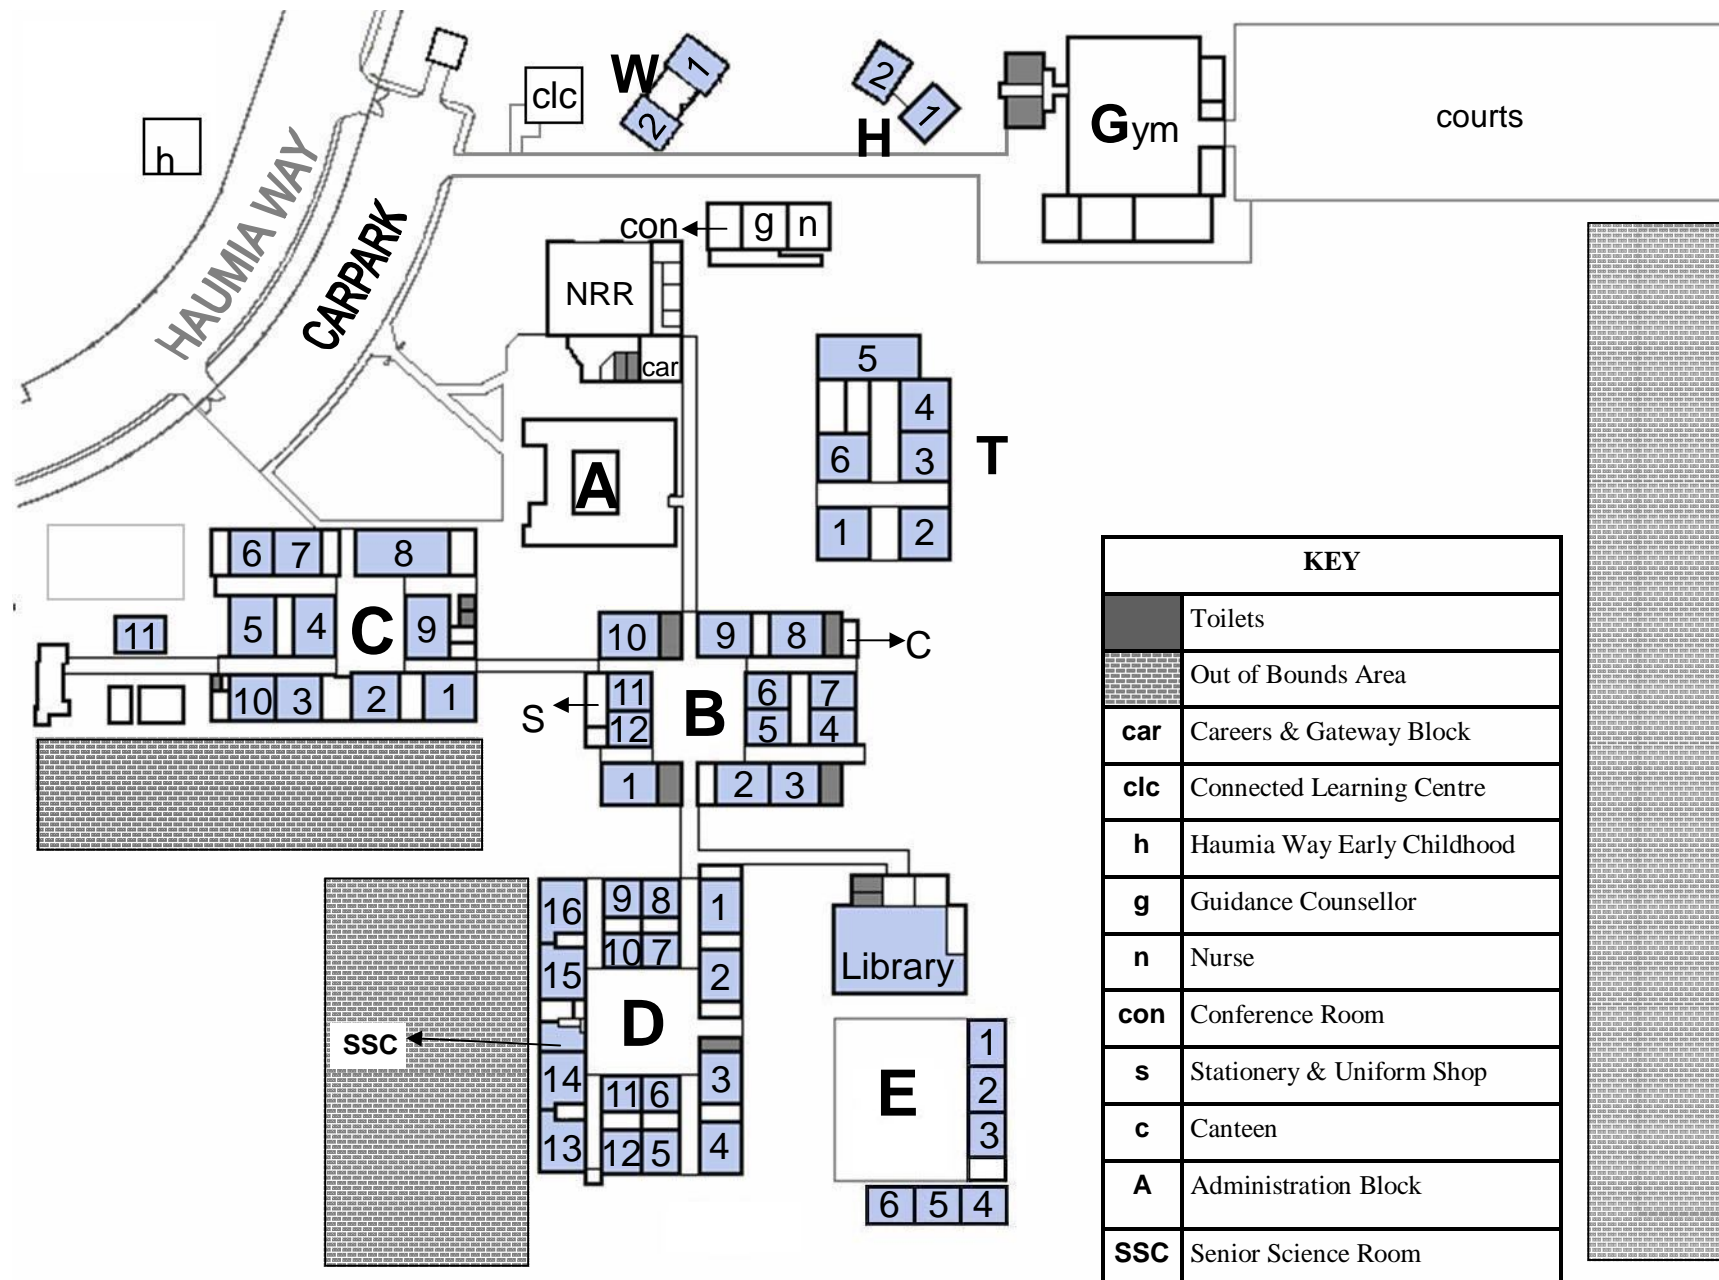 W
1
2
clc
2
1
H
Gym
courts
h
HAUMIA WAY
CARPARK
con
g
n
NRR
car
5
4
6
3
T
1
2
A
6
7
8
11
5
4
C
9
10
3
2
1
10
9
8
C
11
6
7
S
B
12
5
4
1
2
3
16
9
8
1
10
7
15
2
D
SSC
14
11
6
3
13
12
5
4
Library
E
1
2
3
6
5
4
KEY
Toilets
Out of Bounds Area
car Careers & Gateway Block
clc Connected Learning Centre
h Haumia Way Early Childhood
g Guidance Counsellor
n Nurse
con Conference Room
s Stationery & Uniform Shop
c Canteen
A Administration Block
SSC Senior Science Room